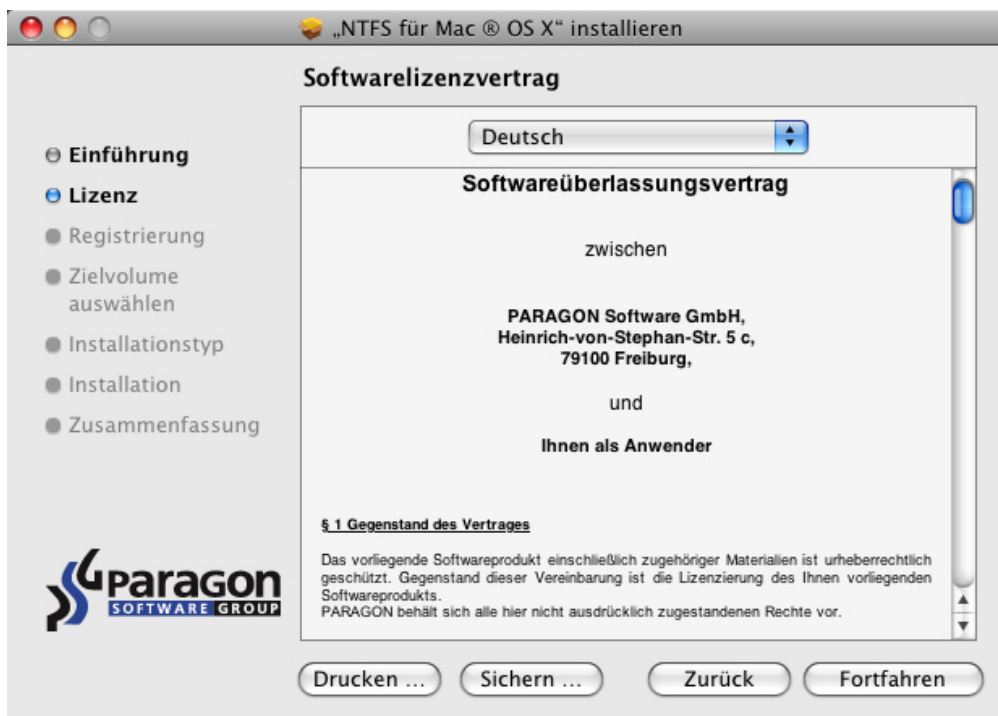 „NTFS für Mac ® OS X“ installieren
Softwarelizenzvertrag
Einführung
Lizenz
Registrierung
Zielvolume
auswählen
Installationstyp
Installation
Zusammenfassung
paragon
SOFTWARE GROUP
Deutsch
Softwareüberlassungsvertrag
zwischen
PARAGON Software GmbH,
Heinrich-von-Stephan-Str. 5 c,
79100 Freiburg,
und
Ihnen als Anwender
§ 1 Gegenstand des Vertrages
Das vorliegende Softwareprodukt einschließlich zugehöriger Materialien ist urheberrechtlich
geschützt. Gegenstand dieser Vereinbarung ist die Lizenzierung des Ihnen vorliegenden
Softwareprodukts.
PARAGON behält sich alle hier nicht ausdrücklich zugestandenen Rechte vor.
Drucken ...
Sichern ...
Zurück
Fortfahren